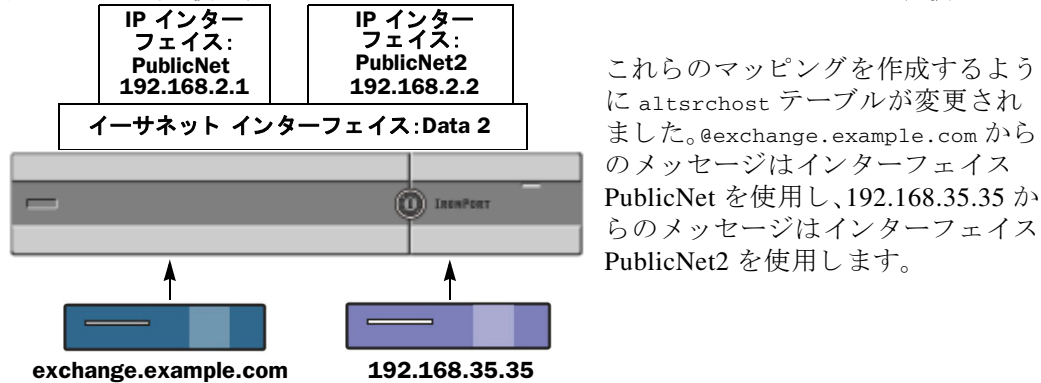 IP インター
フェイス:
PublicNet
192.168.2.1
IP インター
フェイス:
PublicNet2
192.168.2.2
イーサネット インターフェイス:Data 2
IRONPORT
exchange.example.com
192.168.35.35
これらのマッピングを作成するよう
に altsrchost テーブルが変更され
ました。@exchange.example.com から
のメッセージはインターフェイス
PublicNet を使用し、192.168.35.35 か
らのメッセージはインターフェイス
PublicNet2 を使用します。